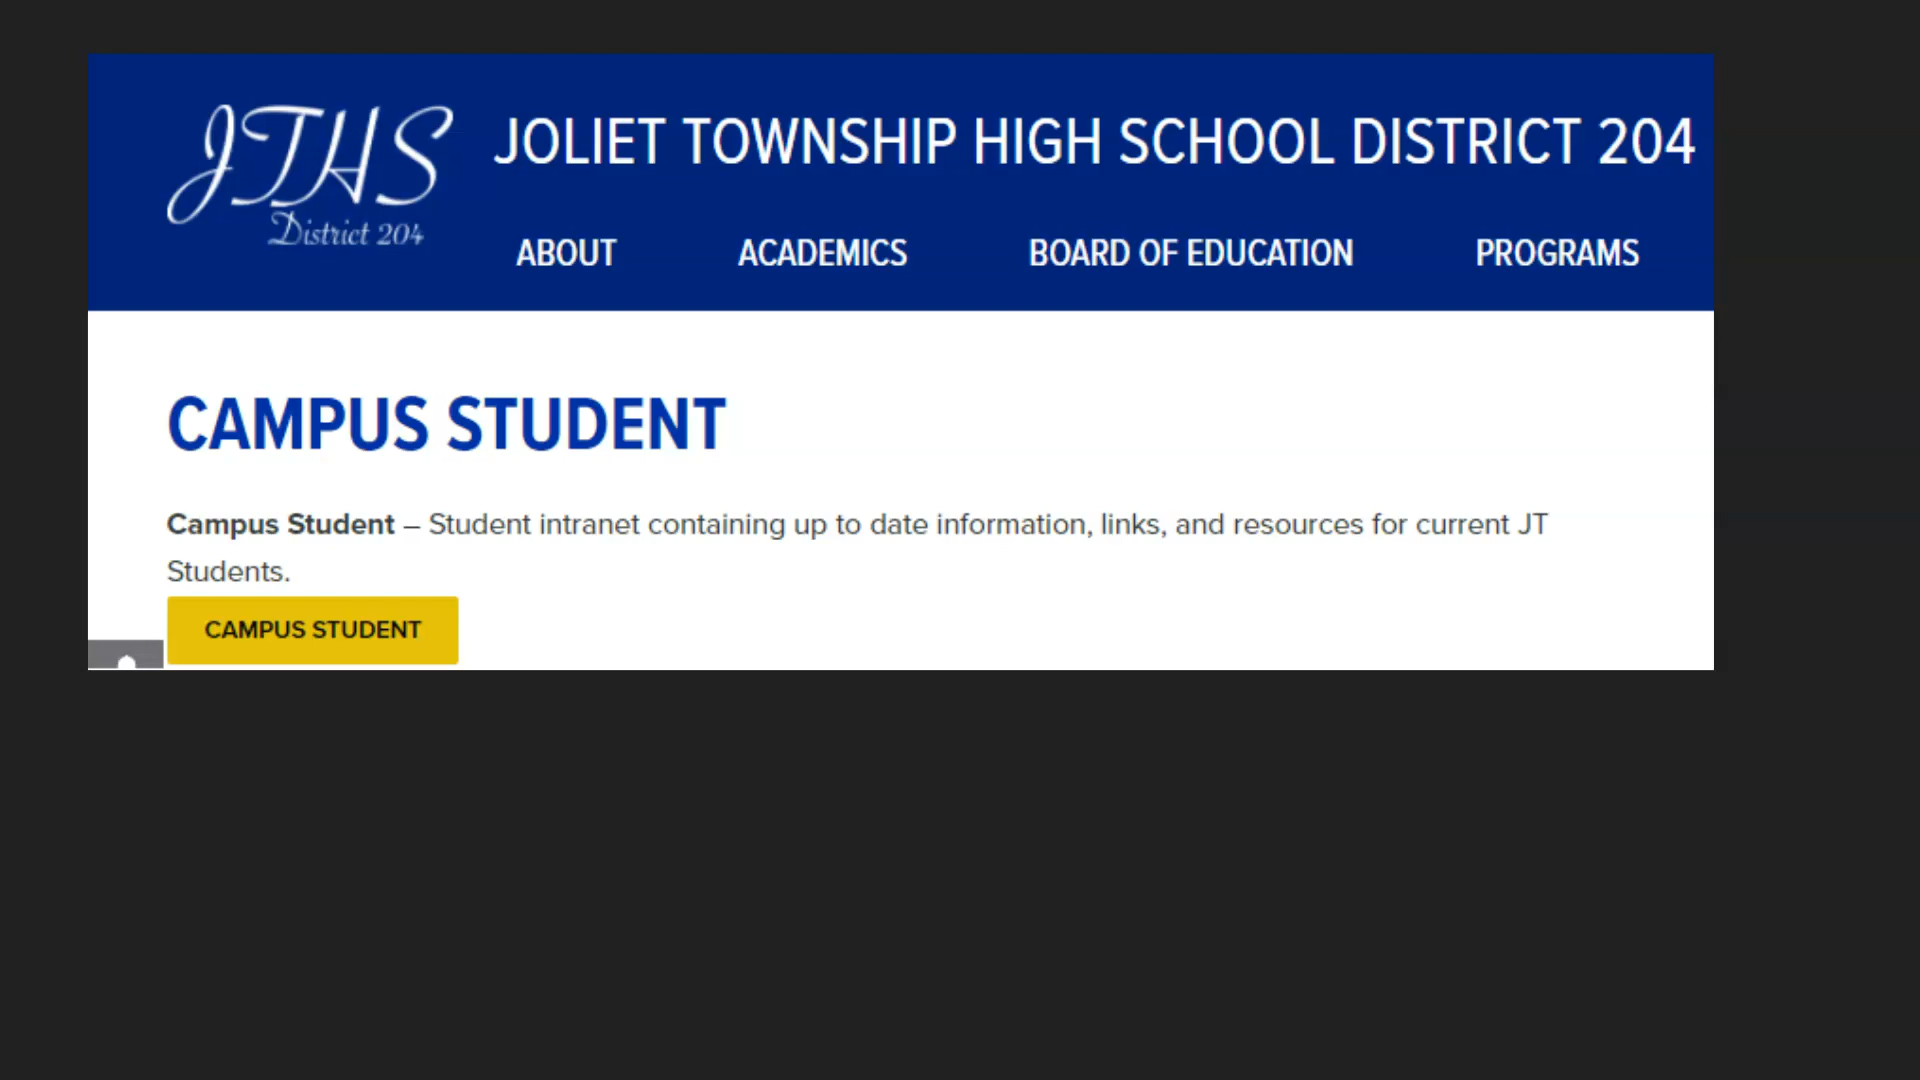 JTHS
District 204
JOLIET TOWNSHIP HIGH SCHOOL DISTRICT 204
ABOUT ACADEMICS BOARD OF EDUCATION PROGRAMS
CAMPUS STUDENT
Campus Student – Student intranet containing up to date information, links, and resources for current JT
Students.
CAMPUS STUDENT